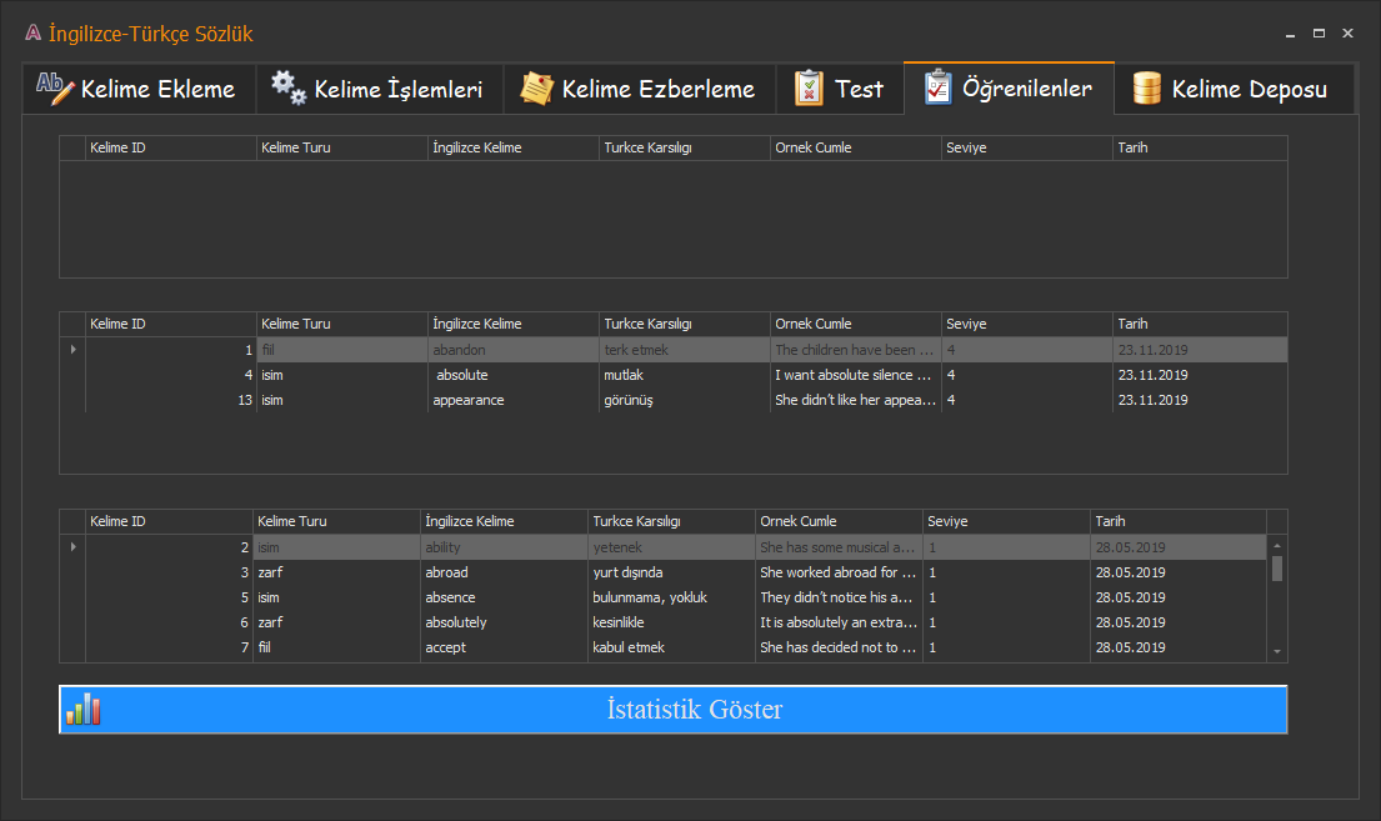 İngilizce-Türkçe Sözlük
Kelime Ekleme Kelime İşlemleri Kelime Ezberleme Test Öğrenilenler Kelime Deposu
Kelime ID Kelime Turu İngilizce Kelime Turkce Karsılıgı Ornek Cumle Seviye Tarih
Kelime ID Kelime Turu İngilizce Kelime Turkce Karsılıgı Ornek Cumle Seviye Tarih
1 fiil abandon terk etmek The children have been ... 4 23.11.2019
4 isim absolute mutlak I want absolute silence ... 4 23.11.2019
13 isim appearance görünüş She didn't like her appea... 4 23.11.2019
Kelime ID Kelime Turu İngilizce Kelime Turkce Karsılıgı Ornek Cumle Seviye Tarih
2 isim ability yetenek She has some musical a... 1 28.05.2019
3 zarf abroad yurt dışında She worked abroad for ... 1 28.05.2019
5 isim absence bulunmama, yokluk They didn't notice his a... 1 28.05.2019
6 zarf absolutely kesinlikle It is absolutely an extra... 1 28.05.2019
7 fiil accept kabul etmek She has decided not to ... 1 28.05.2019
İstatistik Göster